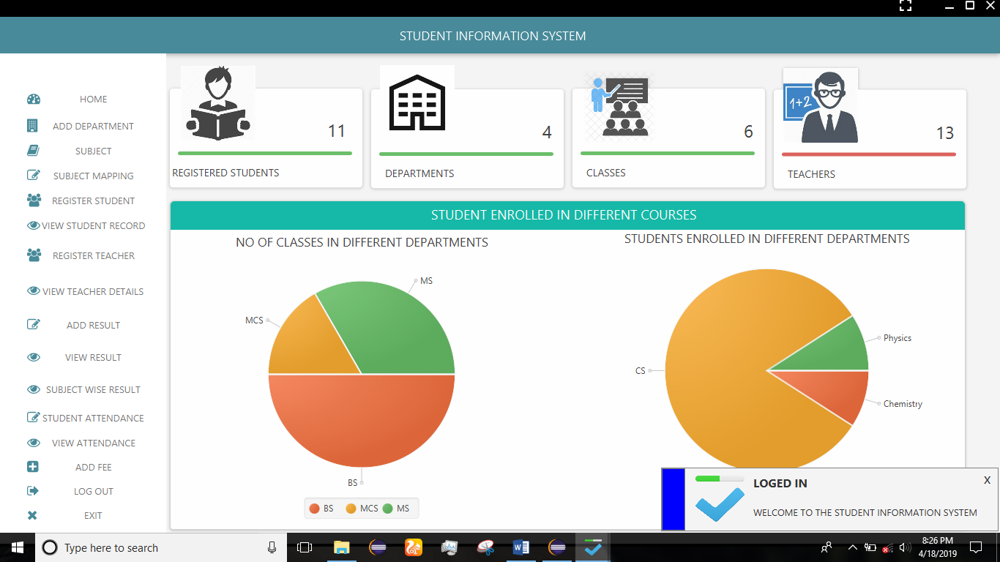 STUDENT INFORMATION SYSTEM
HOME
ADD DEPARTMENT
SUBJECT
SUBJECT MAPPING
REGISTER STUDENT
VIEW STUDENT RECORD
REGISTER TEACHER
VIEW TEACHER DETAILS
ADD RESULT
VIEW RESULT
SUBJECT WISE RESULT
STUDENT ATTENDANCE
VIEW ATTENDANCE
ADD FEE
LOG OUT
EXIT
11
REGISTERED STUDENTS
4
DEPARTMENTS
6
CLASSES
1+2
13
TEACHERS
STUDENT ENROLLED IN DIFFERENT COURSES
NO OF CLASSES IN DIFFERENT DEPARTMENTS
MS
MCS
BS
BS MCS MS
STUDENTS ENROLLED IN DIFFERENT DEPARTMENTS
Physics
CS
Chemistry
LOGED IN
X
WELCOME TO THE STUDENT INFORMATION SYSTEM
Type here to search
8:26 PM
4/18/2019